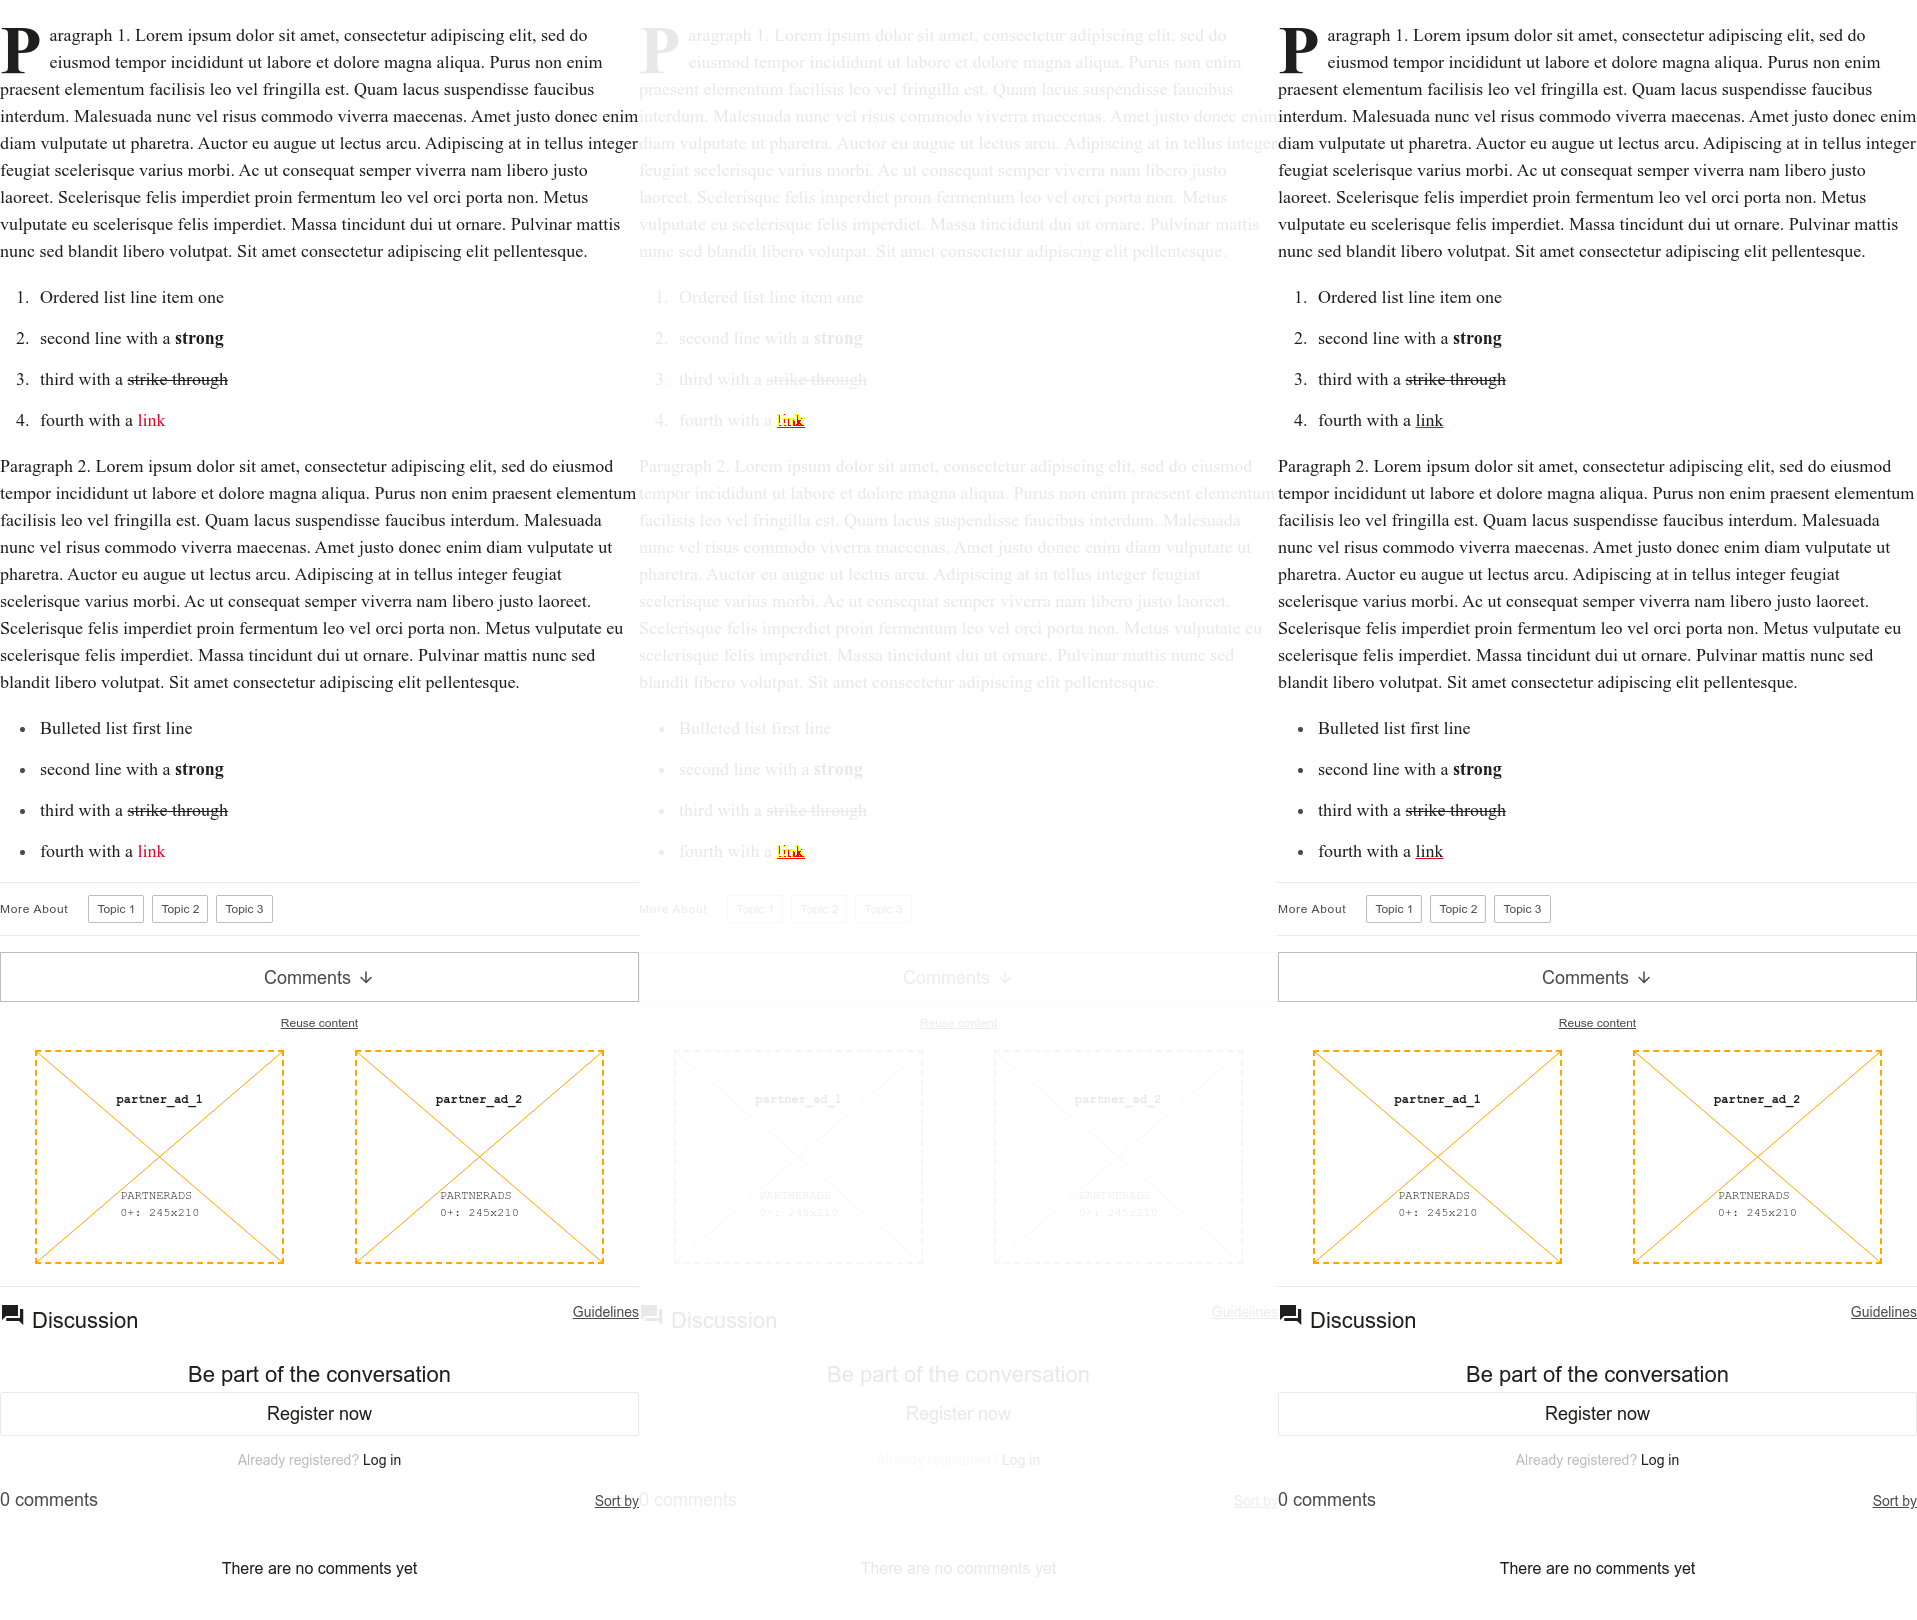 Paragraph 1. Lorem ipsum dolor sit amet, consectetur adipiscing elit, sed do
eiusmod tempor incididunt ut labore et dolore magna aliqua. Purus non enim
praesent elementum facilisis leo vel fringilla est. Quam lacus suspendisse faucibus
interdum. Malesuada nunc vel risus commodo viverra maecenas. Amet justo donec enim
diam vulputate ut pharetra. Auctor eu augue ut lectus arcu. Adipiscing at in tellus integer
feugiat scelerisque varius morbi. Ac ut consequat semper viverra nam libero justo
laoreet. Scelerisque felis imperdiet proin fermentum leo vel orci porta non. Metus
vulputate eu scelerisque felis imperdiet. Massa tincidunt dui ut ornare. Pulvinar mattis
nunc sed blandit libero volutpat. Sit amet consectetur adipiscing elit pellentesque.
1. Ordered list line item one
2. second line with a strong
3. third with a strike through
4. fourth with a link
Paragraph 2. Lorem ipsum dolor sit amet, consectetur adipiscing elit, sed do eiusmod
tempor incididunt ut labore et dolore magna aliqua. Purus non enim praesent elementum
facilisis leo vel fringilla est. Quam lacus suspendisse faucibus interdum. Malesuada
nunc vel risus commodo viverra maecenas. Amet justo donec enim diam vulputate ut
pharetra. Auctor eu augue ut lectus arcu. Adipiscing at in tellus integer feugiat
scelerisque varius morbi. Ac ut consequat semper viverra nam libero justo laoreet.
Scelerisque felis imperdiet proin fermentum leo vel orci porta non. Metus vulputate eu
scelerisque felis imperdiet. Massa tincidunt dui ut ornare. Pulvinar mattis nunc sed
blandit libero volutpat. Sit amet consectetur adipiscing elit pellentesque.
• Bulleted list first line
• second line with a strong
• third with a strike through
• fourth with a link
More About Topic 1 Topic 2 Topic 3
Comments ↓
Reuse content
partner_ad_1 partner_ad_2
PARTNERADS PARTNERADS
0+: 245x210 0+: 245x210
Discussion Guidelines
Be part of the conversation
Register now
Already registered? Log in
0 comments Sort by
There are no comments yet
Paragraph 1. Lorem ipsum dolor sit amet, consectetur adipiscing elit, sed do
eiusmod tempor incididunt ut labore et dolore magna aliqua. Purus non enim
praesent elementum facilisis leo vel fringilla est. Quam lacus suspendisse faucibus
interdum. Malesuada nunc vel risus commodo viverra maecenas. Amet justo donec enim
diam vulputate ut pharetra. Auctor eu augue ut lectus arcu. Adipiscing at in tellus integer
feugiat scelerisque varius morbi. Ac ut consequat semper viverra nam libero justo
laoreet. Scelerisque felis imperdiet proin fermentum leo vel orci porta non. Metus
vulputate eu scelerisque felis imperdiet. Massa tincidunt dui ut ornare. Pulvinar mattis
nunc sed blandit libero volutpat. Sit amet consectetur adipiscing elit pellentesque.
1. Ordered list line item one
2. second line with a strong
3. third with a strike through
4. fourth with a link
Paragraph 2. Lorem ipsum dolor sit amet, consectetur adipiscing elit, sed do eiusmod
tempor incididunt ut labore et dolore magna aliqua. Purus non enim praesent elementum
facilisis leo vel fringilla est. Quam lacus suspendisse faucibus interdum. Malesuada
nunc vel risus commodo viverra maecenas. Amet justo donec enim diam vulputate ut
pharetra. Auctor eu augue ut lectus arcu. Adipiscing at in tellus integer feugiat
scelerisque varius morbi. Ac ut consequat semper viverra nam libero justo laoreet.
Scelerisque felis imperdiet proin fermentum leo vel orci porta non. Metus vulputate eu
scelerisque felis imperdiet. Massa tincidunt dui ut ornare. Pulvinar mattis nunc sed
blandit libero volutpat. Sit amet consectetur adipiscing elit pellentesque.
• Bulleted list first line
• second line with a strong
• third with a strike through
• fourth with a link
More About Topic 1 Topic 2 Topic 3
Comments ↓
Reuse content
partner_ad_1 partner_ad_2
PARTNERADS PARTNERADS
0+: 245x210 0+: 245x210
Discussion Guidelines
Be part of the conversation
Register now
Already registered? Log in
0 comments Sort by
There are no comments yet
Paragraph 1. Lorem ipsum dolor sit amet, consectetur adipiscing elit, sed do
eiusmod tempor incididunt ut labore et dolore magna aliqua. Purus non enim
praesent elementum facilisis leo vel fringilla est. Quam lacus suspendisse faucibus
interdum. Malesuada nunc vel risus commodo viverra maecenas. Amet justo donec enim
diam vulputate ut pharetra. Auctor eu augue ut lectus arcu. Adipiscing at in tellus integer
feugiat scelerisque varius morbi. Ac ut consequat semper viverra nam libero justo
laoreet. Scelerisque felis imperdiet proin fermentum leo vel orci porta non. Metus
vulputate eu scelerisque felis imperdiet. Massa tincidunt dui ut ornare. Pulvinar mattis
nunc sed blandit libero volutpat. Sit amet consectetur adipiscing elit pellentesque.
1. Ordered list line item one
2. second line with a strong
3. third with a strike through
4. fourth with a link
Paragraph 2. Lorem ipsum dolor sit amet, consectetur adipiscing elit, sed do eiusmod
tempor incididunt ut labore et dolore magna aliqua. Purus non enim praesent elementum
facilisis leo vel fringilla est. Quam lacus suspendisse faucibus interdum. Malesuada
nunc vel risus commodo viverra maecenas. Amet justo donec enim diam vulputate ut
pharetra. Auctor eu augue ut lectus arcu. Adipiscing at in tellus integer feugiat
scelerisque varius morbi. Ac ut consequat semper viverra nam libero justo laoreet.
Scelerisque felis imperdiet proin fermentum leo vel orci porta non. Metus vulputate eu
scelerisque felis imperdiet. Massa tincidunt dui ut ornare. Pulvinar mattis nunc sed
blandit libero volutpat. Sit amet consectetur adipiscing elit pellentesque.
• Bulleted list first line
• second line with a strong
• third with a strike through
• fourth with a link
More About Topic 1 Topic 2 Topic 3
Comments ↓
Reuse content
partner_ad_1 partner_ad_2
PARTNERADS PARTNERADS
0+: 245x210 0+: 245x210
Discussion Guidelines
Be part of the conversation
Register now
Already registered? Log in
0 comments Sort by
There are no comments yet